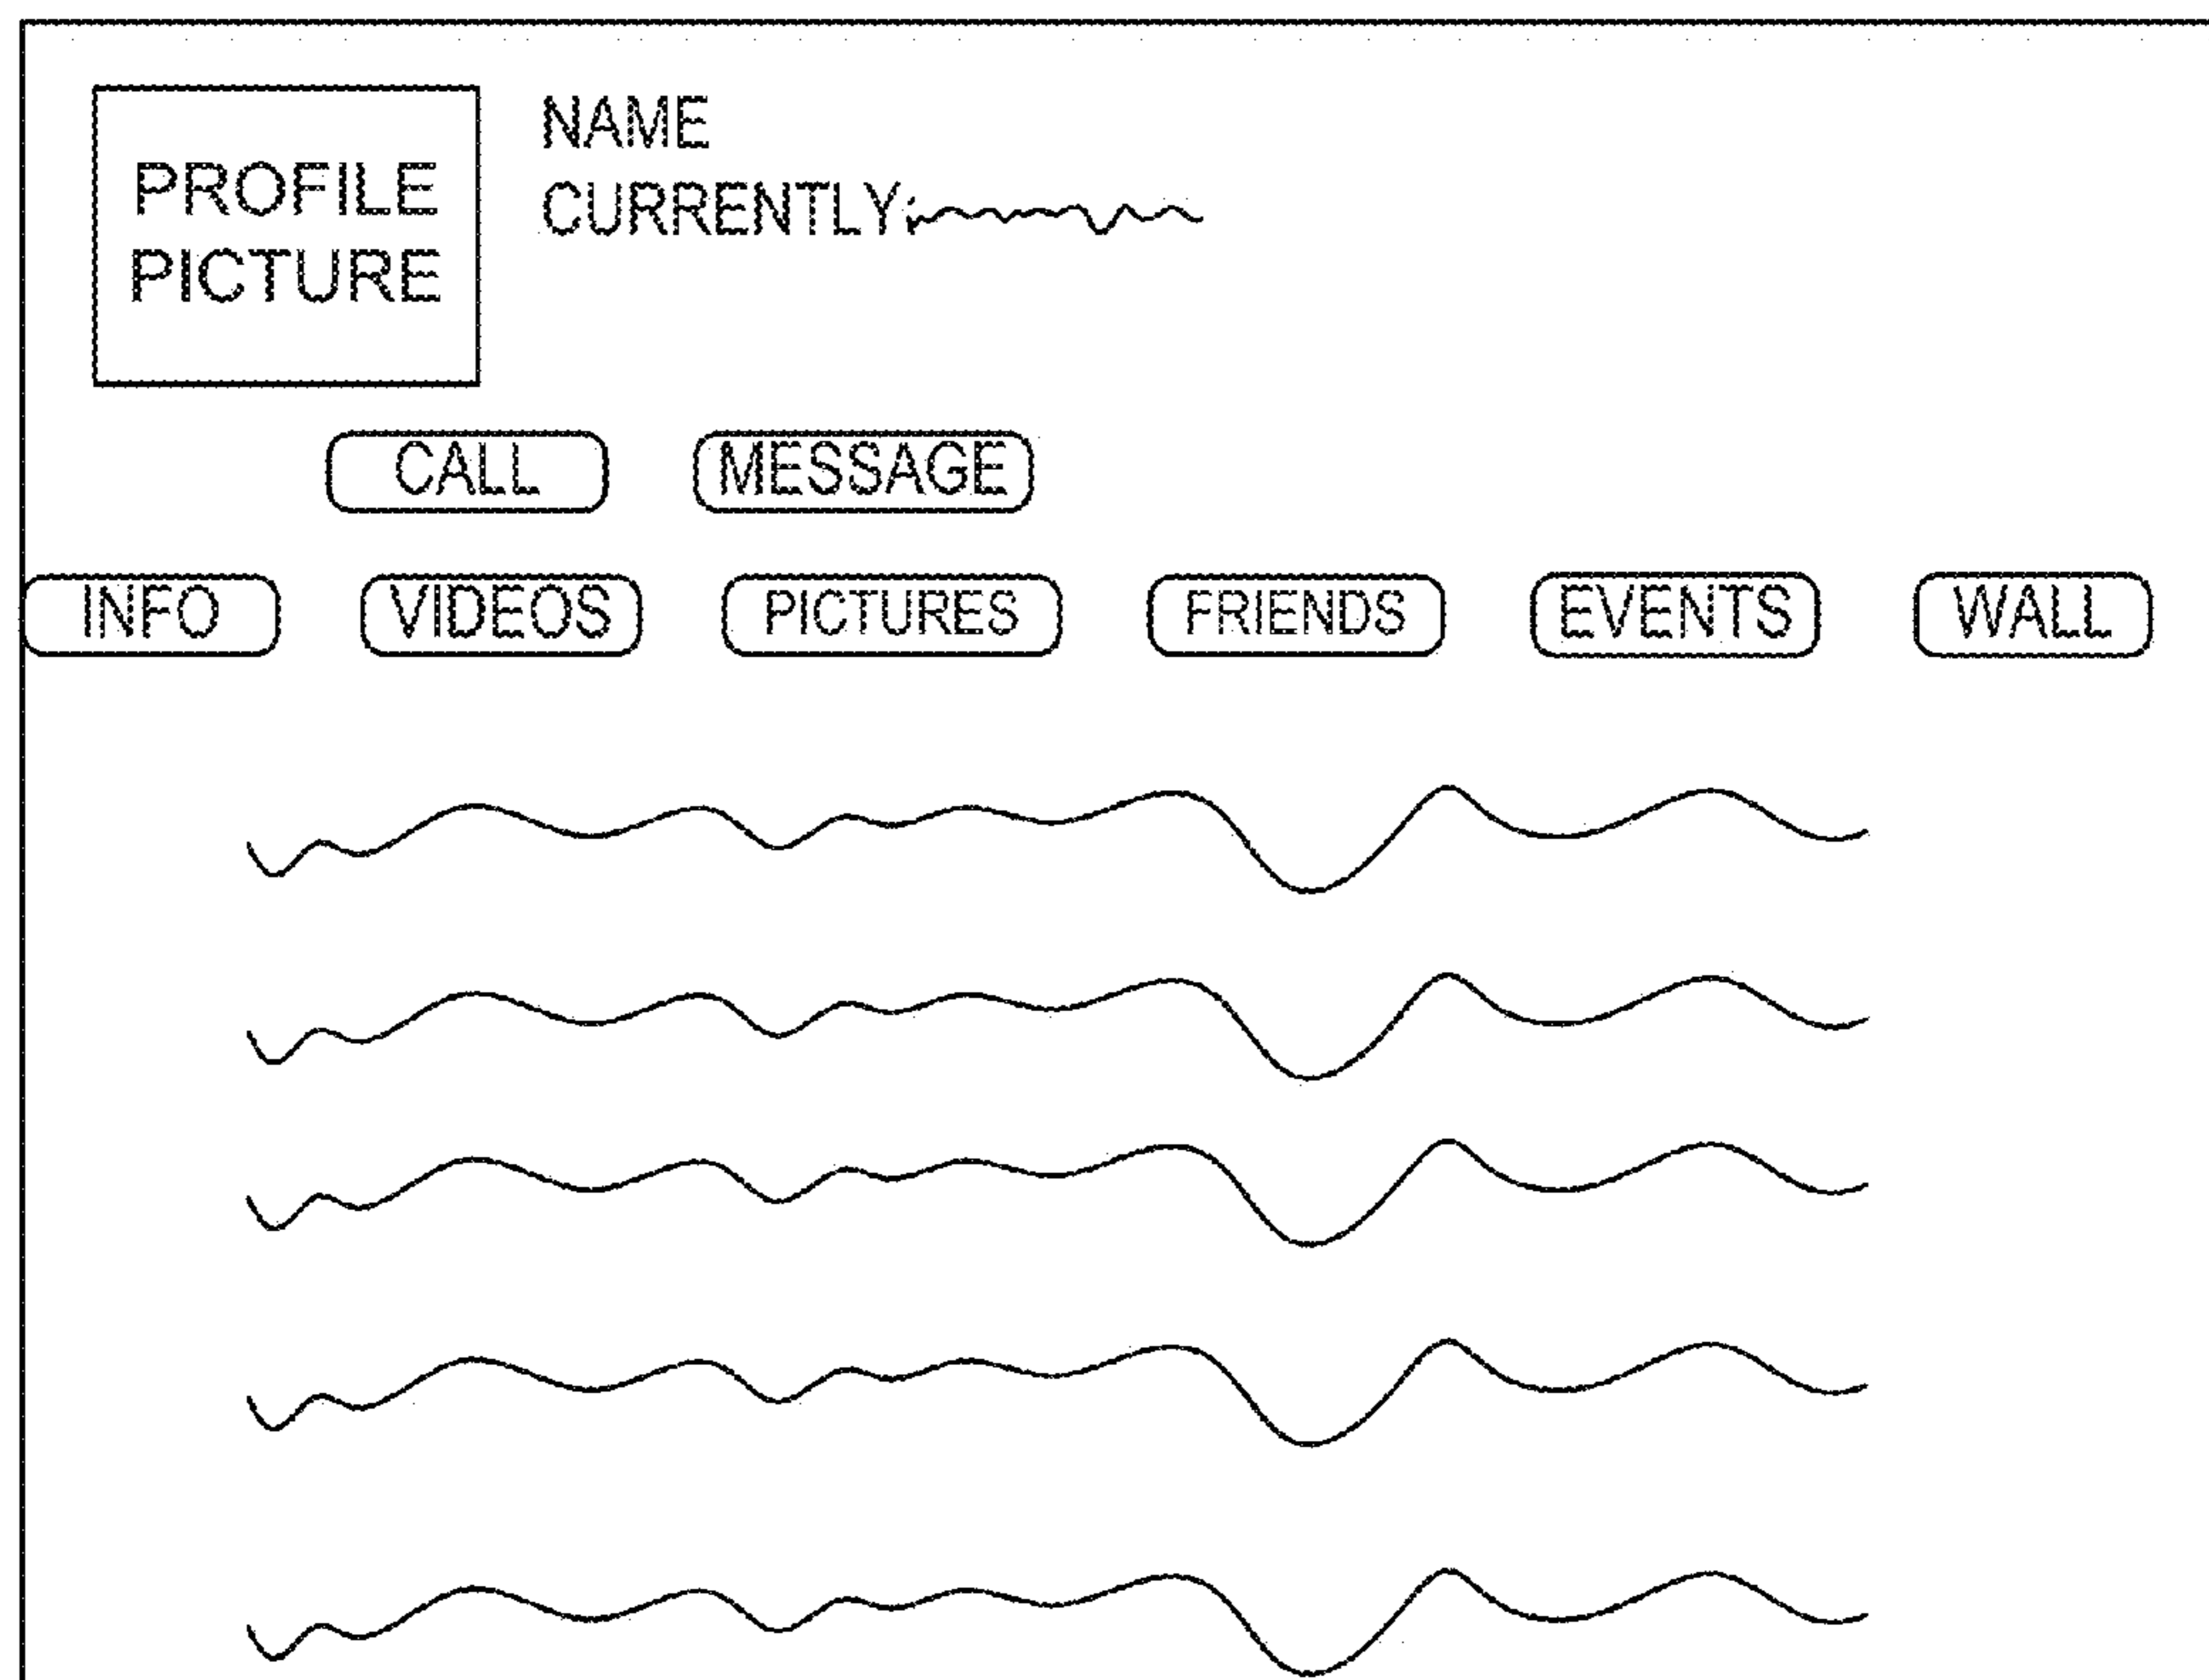 PROFILE
PICTURE
NAME
CURRENTLY:
CALL MESSAGE
INFO VIDEOS PICTURES FRIENDS EVENTS WALL